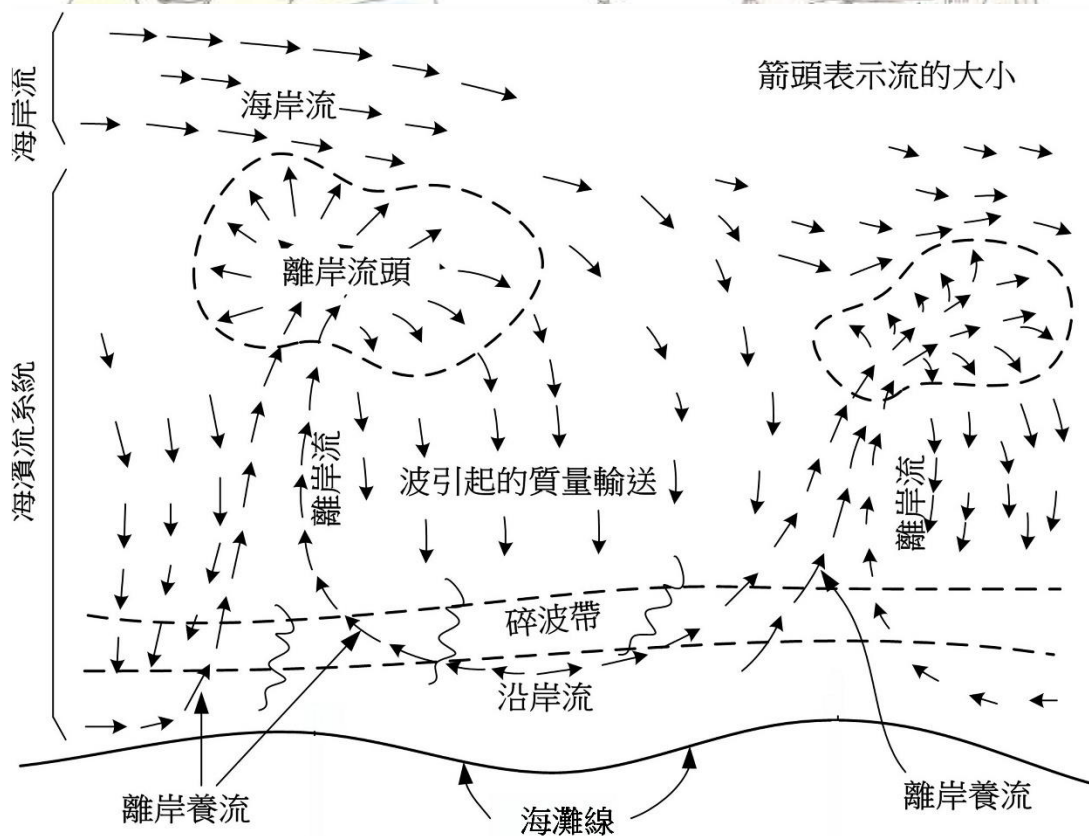 海岸流
箭頭表示流的大小
海岸流
離岸流頭
海濱流系統
離岸流
波引起的質量輸送
離岸流
碎波帶
沿岸流
離岸養流
海灘線
離岸養流